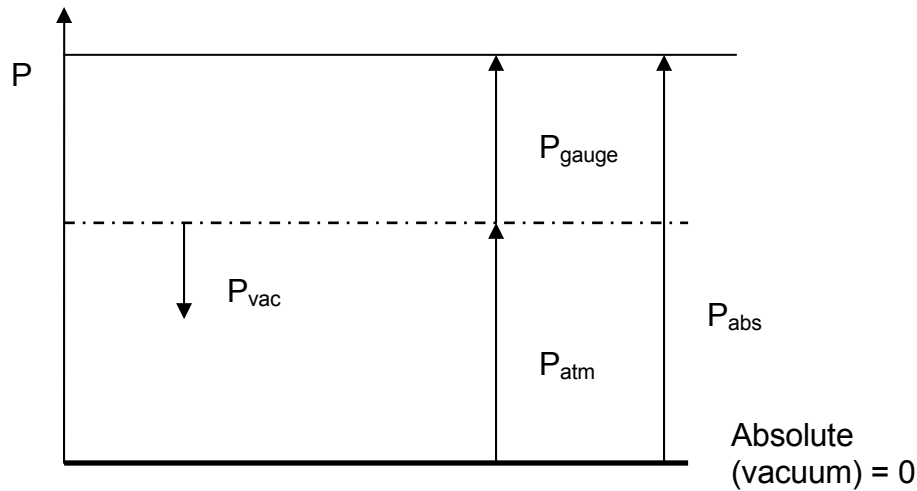 P
P_gauge
P_vac
P_abs
P_atm
Absolute
(vacuum) = 0